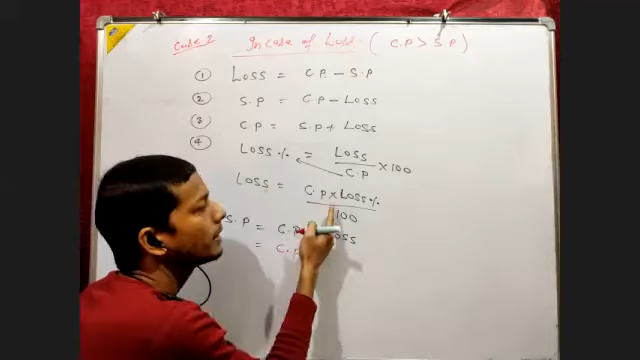 Case 2 In case of Loss. ( C.P > S.P )
① Loss = C.P. - S.P
② S.P = C.P - Loss
③ C.P = S.P + Loss
④ Loss % = Loss / C.P × 100
Loss = C.P × Loss % / 100
S.P = C.P oss
= C.P